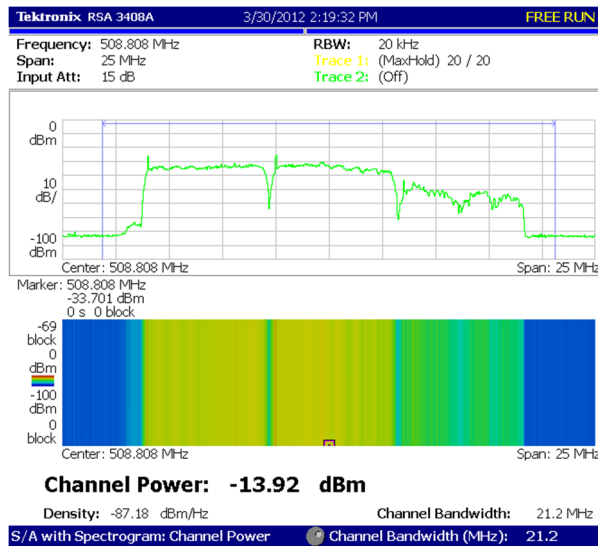 Tektronix RSA 3408A 3/30/2012 2:19:32 PM FREE RUN
Frequency: 508.808 MHz RBW: 20 kHz
Span: 25 MHz Trace 1: (MaxHold) 20 / 20
Input Att: 15 dB Trace 2: (Off)
0
dBm
10
dB/
-100
dBm
Center: 508.808 MHz Span: 25 MHz
Marker: 508.808 MHz
-33.701 dBm
0 s 0 block
-69
block
0
dBm
-100
dBm
0
block
Center: 508.808 MHz Span: 25 MHz
Channel Power: -13.92 dBm
Density: -87.18 dBm/Hz Channel Bandwidth: 21.2 MHz
S/A with Spectrogram: Channel Power Channel Bandwidth (MHz): 21.2